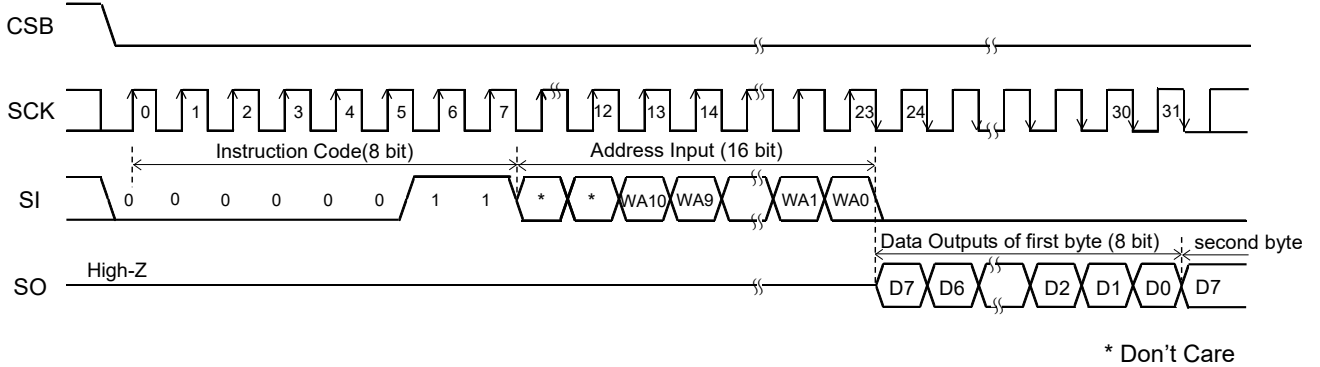 CSB
SCK 0 1 2 3 4 5 6 7 12 13 14 23 24 30 31
Instruction Code(8 bit) Address Input (16 bit)
SI 0 0 0 0 0 0 1 1 * * WA10 WA9 WA1 WA0
Data Outputs of first byte (8 bit) second byte
High-Z
SO D7 D6 D2 D1 D0 D7
* Don't Care